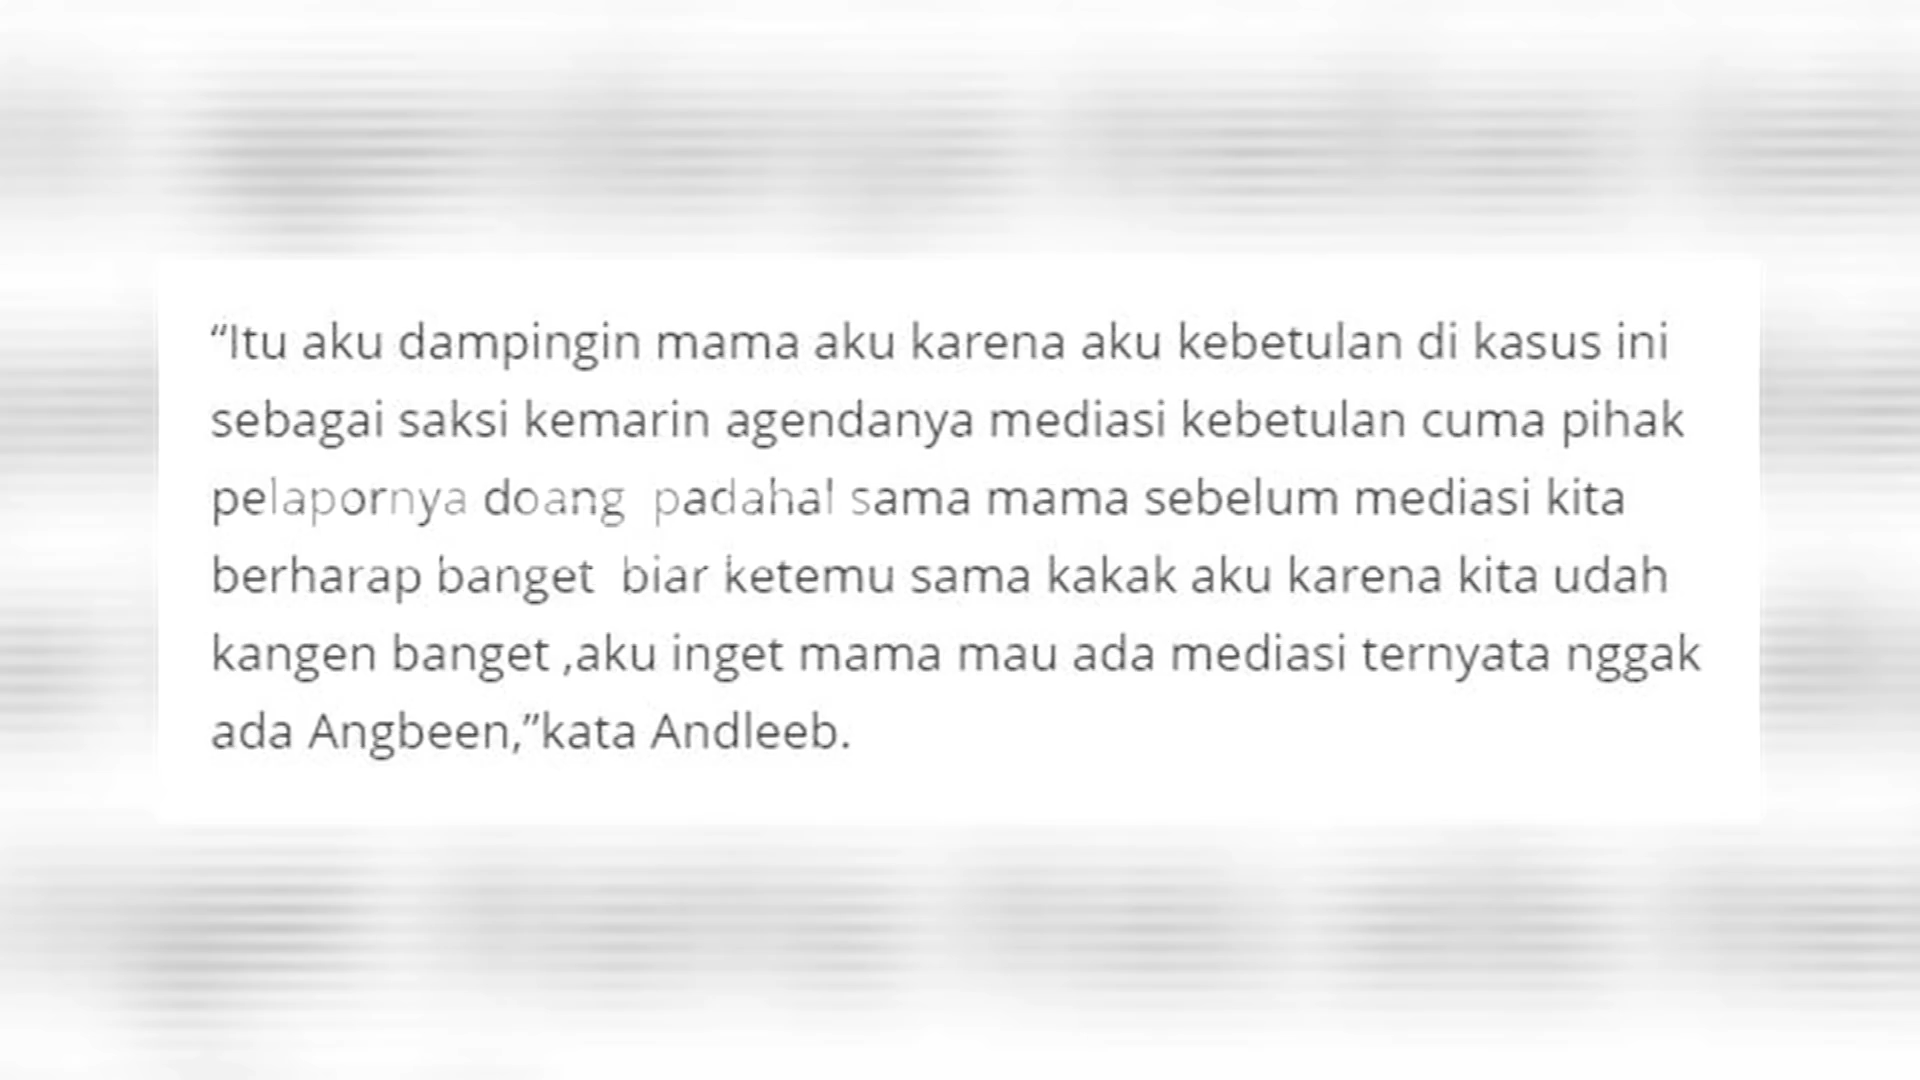 “Itu aku dampingin mama aku karena aku kebetulan di kasus ini
sebagai saksi kemarin agendanya mediasi kebetulan cuma pihak
pelapornya doang  padahal sama mama sebelum mediasi kita
berharap banget  biar ketemu sama kakak aku karena kita udah
kangen banget ,aku inget mama mau ada mediasi ternyata nggak
ada Angbeen,”kata Andleeb.